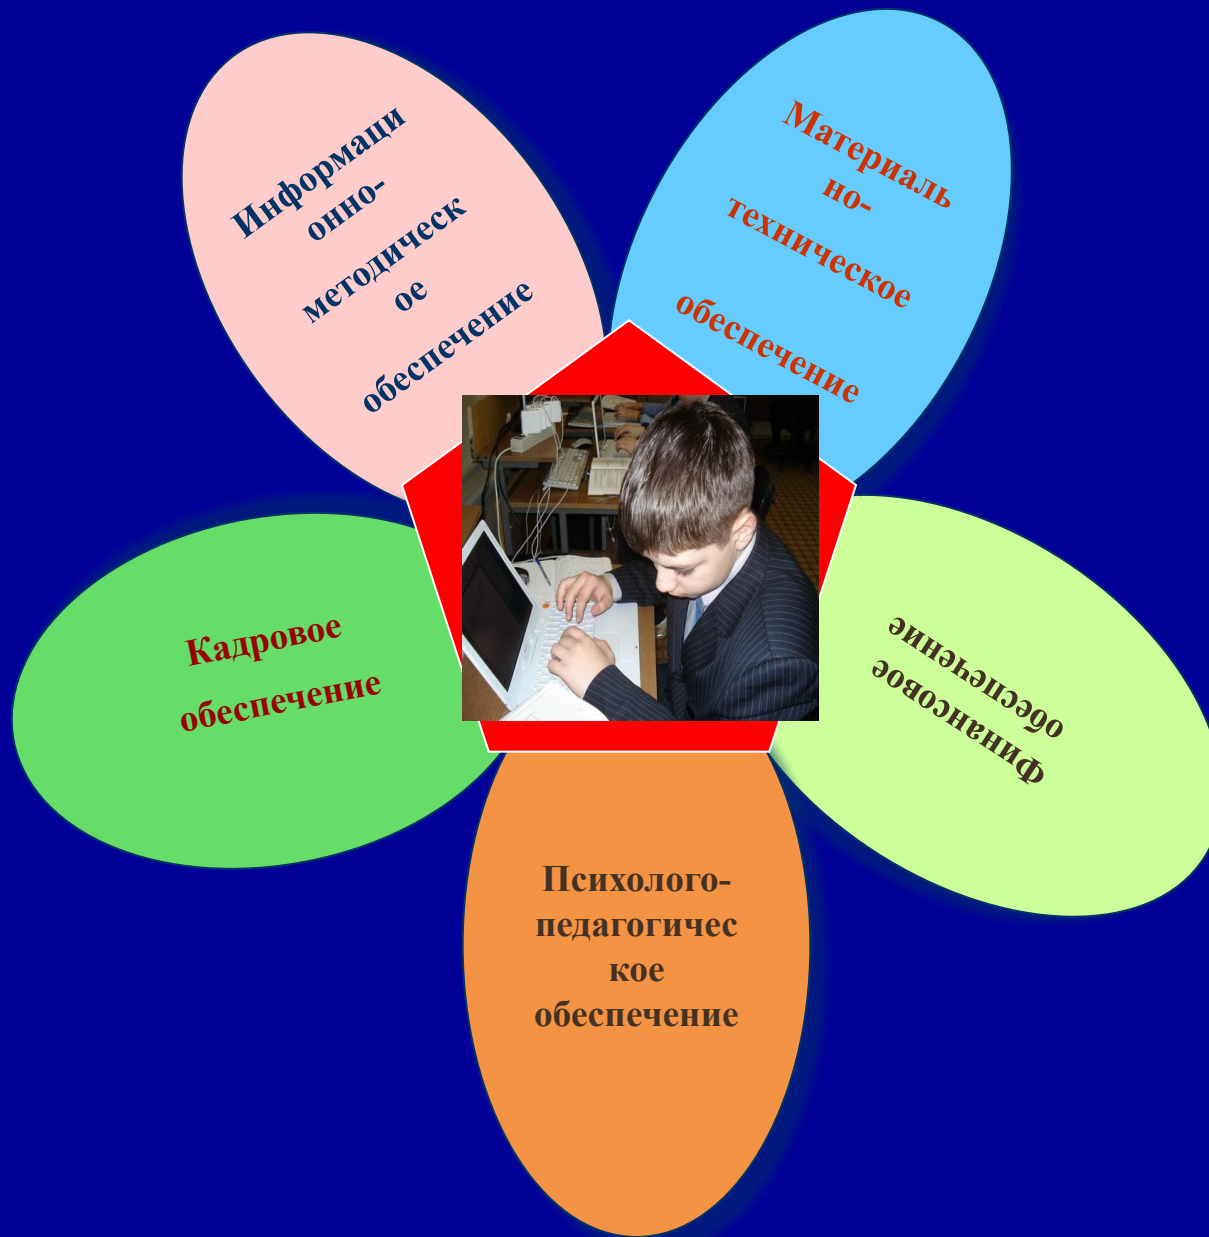 Информаци
онно-
методическ
ое
обеспечение
Материаль
но-
техническое
обеспечение
Кадровое
обеспечение
Финансовое
обеспечение
Психолого-
педагогичес
кое
обеспечение